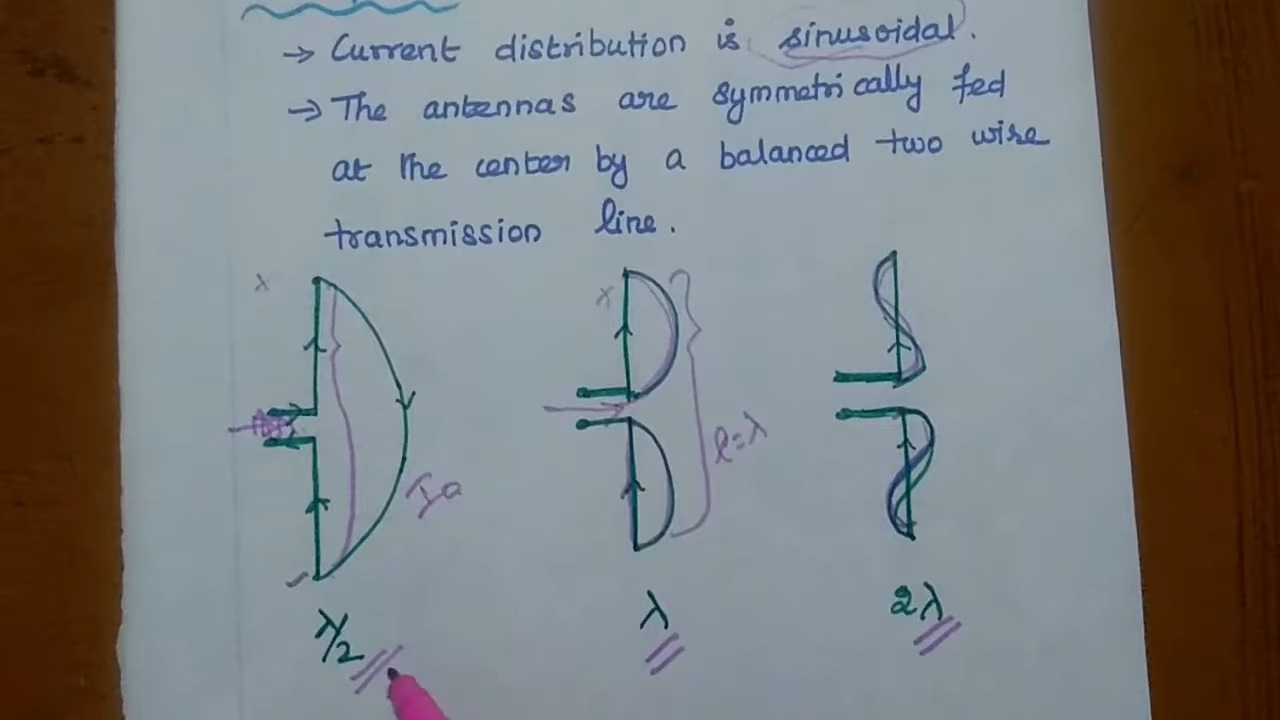 → Current distribution is sinusoidal.
→ The antennas are symmetrically fed
at the center by a balanced two wire
transmission line.
l=λ
λ/2
λ
2λ